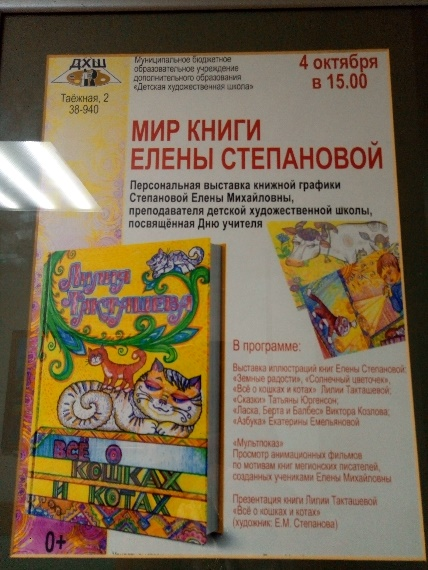 ДХШ
Таёжная, 2
38-940
Муниципальное бюджетное
образовательное учреждение
дополнительного образования
«Детская художественная школа»
4 октября
в 15.00
МИР КНИГИ
ЕЛЕНЫ СТЕПАНОВОЙ
Персональная выставка книжной графики
Степановой Елены Михайловны,
преподавателя детской художественной школы,
посвящённая Дню учителя
Лилия
Такташева
ВСЁ О
КОШКАХ
И КОТАХ
0+
В программе:
Выставка иллюстраций книг Елены Степановой:
«Земные радости», «Солнечный цветочек»,
«Всё о кошках и котах» Лилии Такташевой;
«Сказки» Татьяны Юргенсон;
«Ласка, Берта и Балбес» Виктора Козлова;
«Азбука» Екатерины Емельяновой
«Мультпоказ»
Просмотр анимационных фильмов
по мотивам книг мегионских писателей,
созданных учениками Елены Михайловны
Презентация книги Лилии Такташевой
«Всё о кошках и котах»
(художник: Е.М. Степанова)